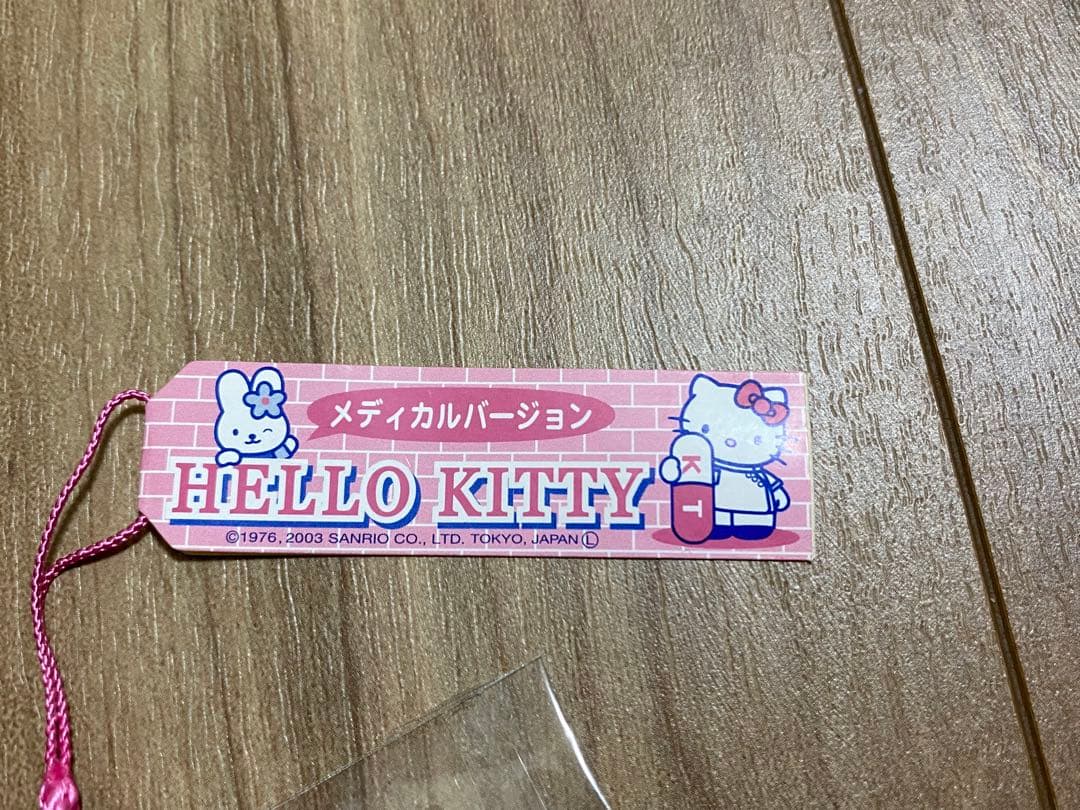 メディカルバージョン
HELLO KITTY
K
T
©1976, 2003 SANRIO CO., LTD. TOKYO, JAPAN Ⓛ